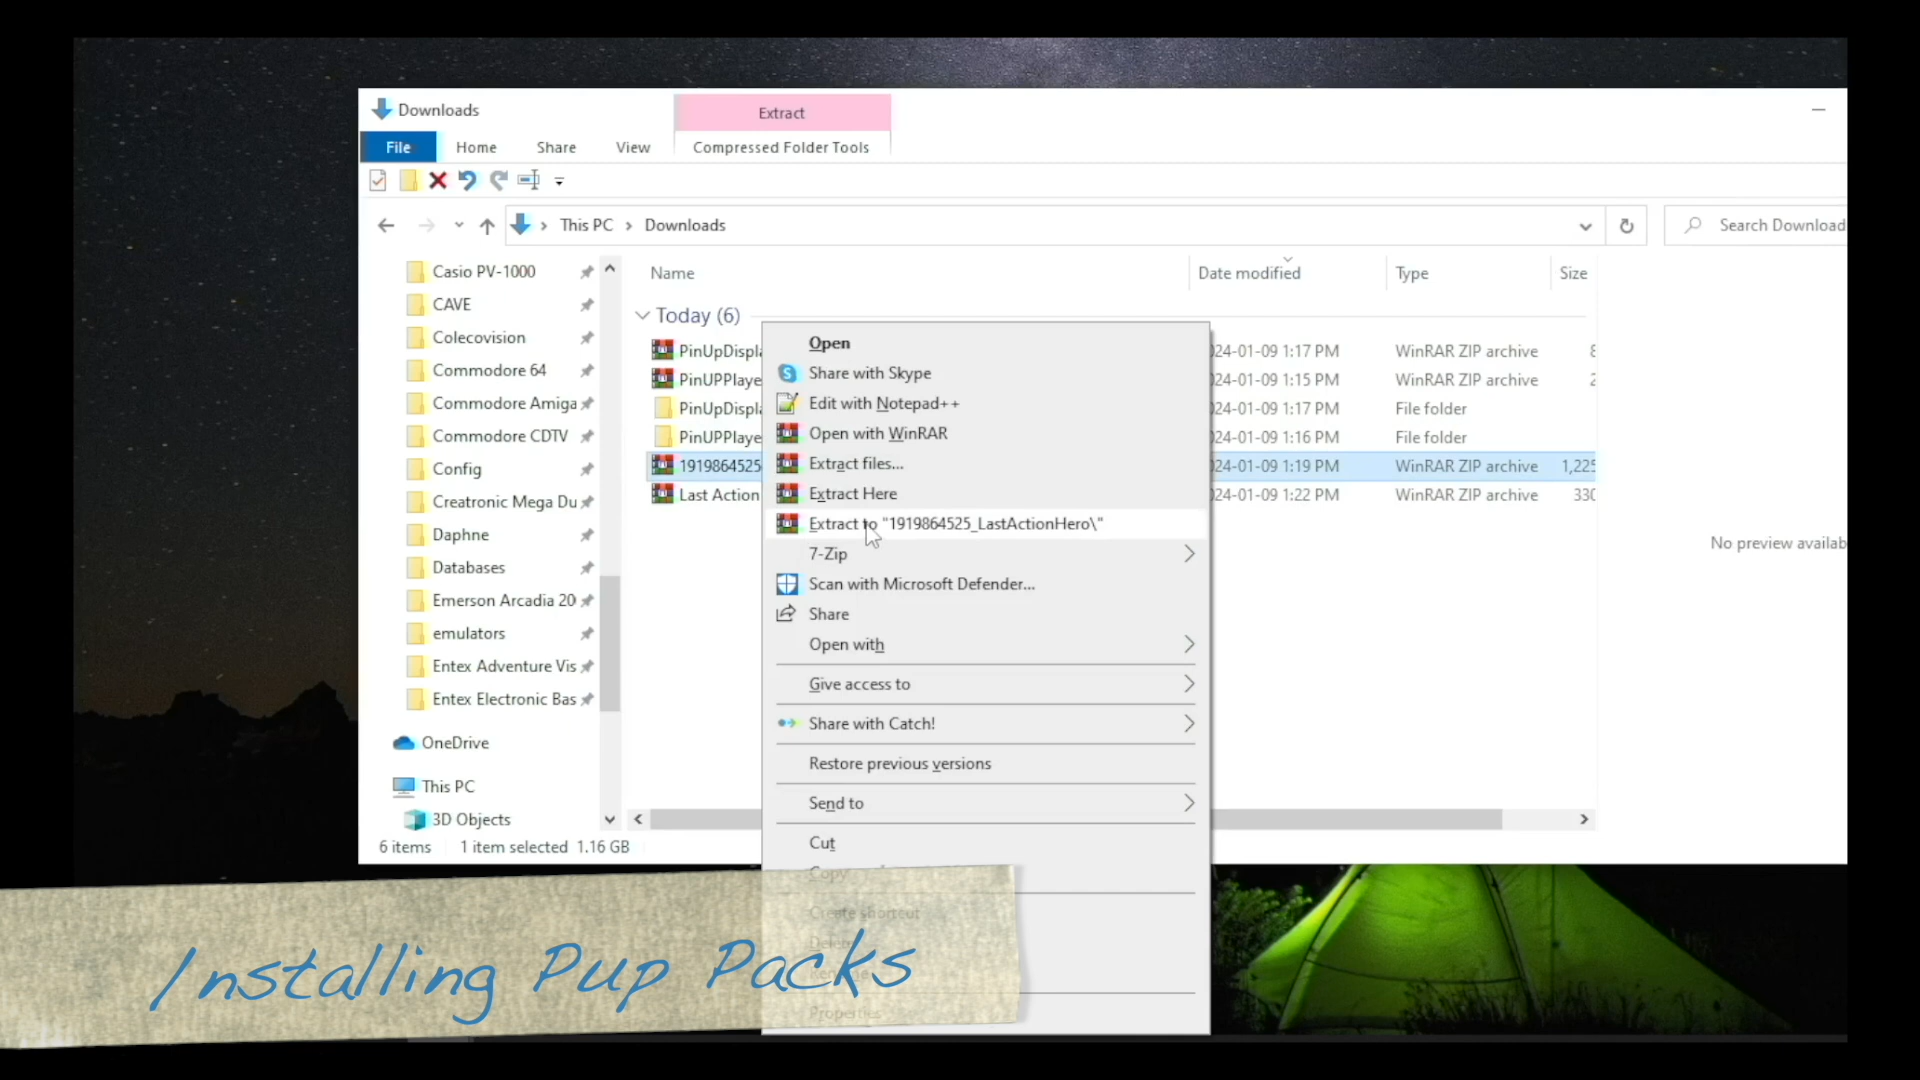 Downloads
Extract
File
Home
Share
View
Compressed Folder Tools
This PC
Downloads
Search Download
Name
Date modified
Type
Size
Casio PV-1000
CAVE
Colecovision
Commodore 64
Commodore Amiga
Commodore CDTV
Config
Creatronic Mega Du
Daphne
Databases
Emerson Arcadia 20
emulators
Entex Adventure Vis
Entex Electronic Bas
OneDrive
This PC
3D Objects
Today (6)
PinUpDispl
24-01-09 1:17 PM
WinRAR ZIP archive
PinUPPlaye
24-01-09 1:15 PM
WinRAR ZIP archive
PinUpDispl
24-01-09 1:17 PM
File folder
PinUPPlaye
24-01-09 1:16 PM
File folder
1919864525
24-01-09 1:19 PM
WinRAR ZIP archive
1,225
Last Action
24-01-09 1:22 PM
WinRAR ZIP archive
330
Open
Share with Skype
Edit with Notepad++
Open with WinRAR
Extract files...
Extract Here
Extract to "1919864525_LastActionHero\"
7-Zip
Scan with Microsoft Defender...
Share
Open with
Give access to
Share with Catch!
Restore previous versions
Send to
Cut
Copy
Create shortcut
Delete
Properties
No preview availab
6 items
1 item selected 1.16 GB
Installing Pup Packs